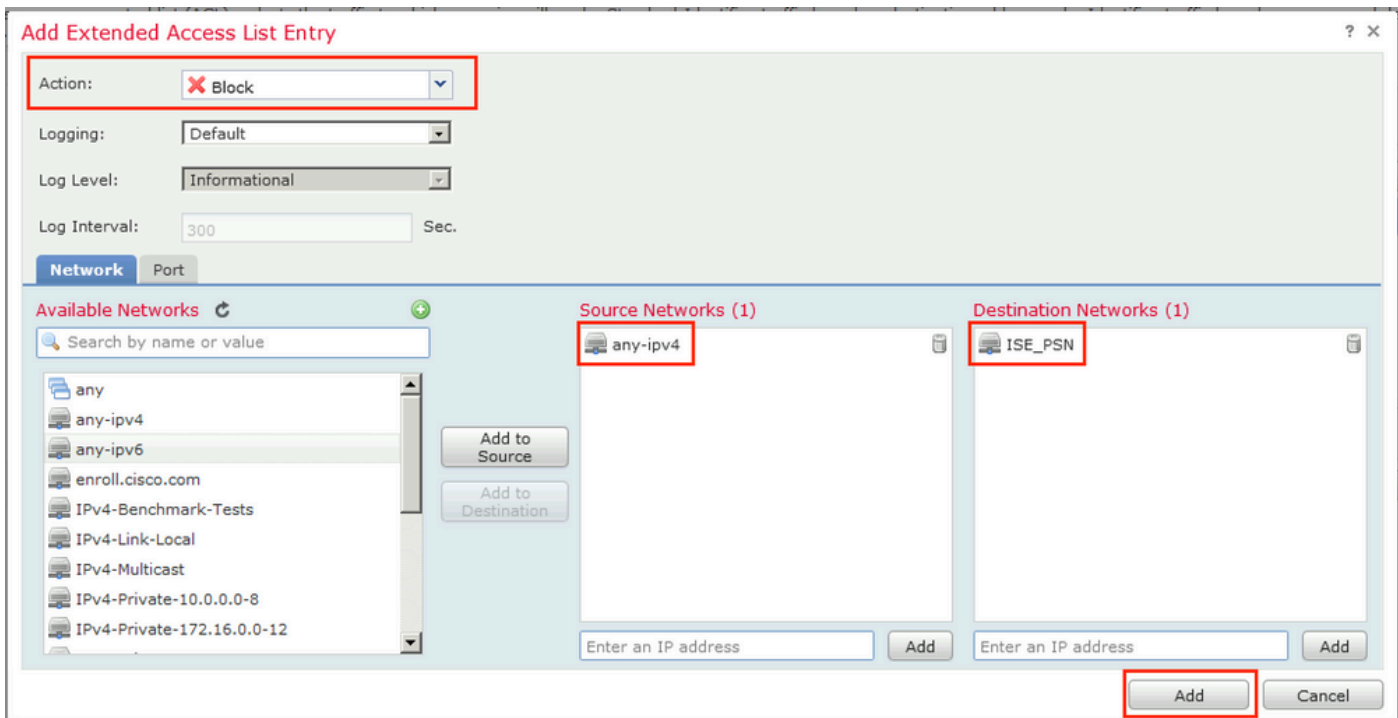 Add Extended Access List Entry
? ×
Action: Block
Logging: Default
Log Level: Informational
Log Interval: 300 Sec.
Network Port
Available Networks
Search by name or value
any
any-ipv4
any-ipv6
enroll.cisco.com
IPv4-Benchmark-Tests
IPv4-Link-Local
IPv4-Multicast
IPv4-Private-10.0.0.0-8
IPv4-Private-172.16.0.0-12
Add to
Source
Add to
Destination
Source Networks (1)
any-ipv4
Enter an IP address Add
Destination Networks (1)
ISE_PSN
Enter an IP address Add
Add Cancel